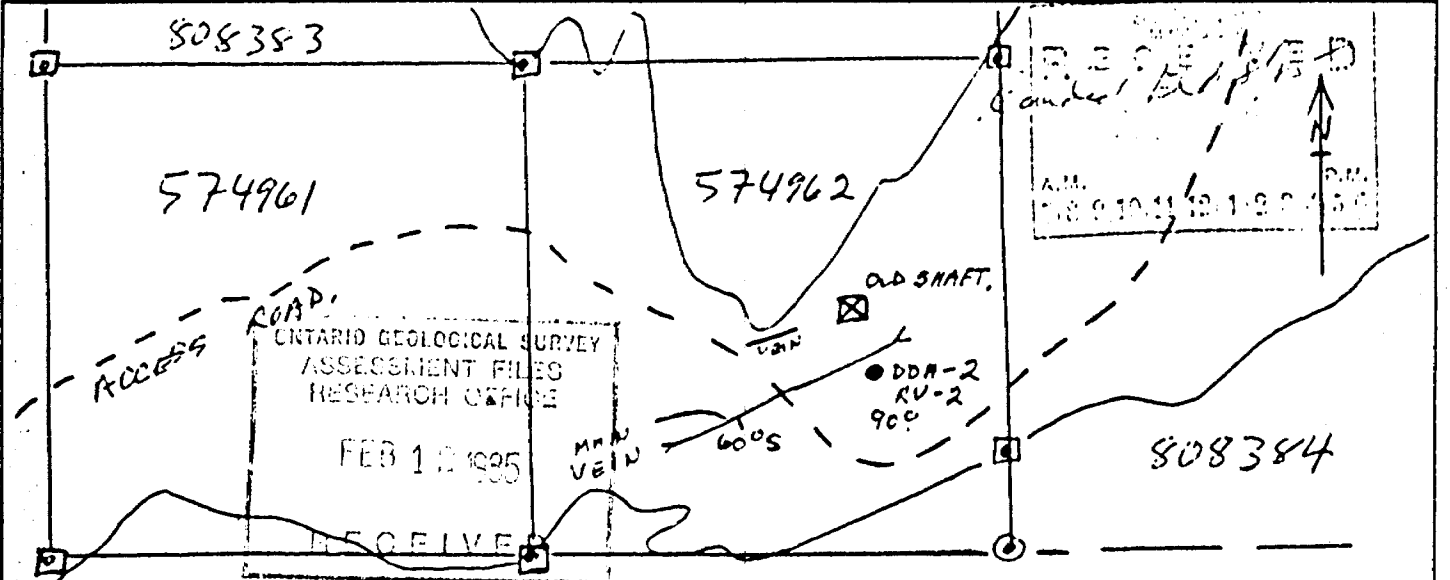 808383
574961
574962
RECEIVED
A.M.
P.M.
N
OLD SHAFT.
ACCESS ROAD.
VEIN
ONTARIO GEOLOGICAL SURVEY
ASSESSMENT FILES
RESEARCH OFFICE
DDH-2
RV-2
90°
MAIN
VEIN
60°S
FEB 1 1985
808384
RECEIVE